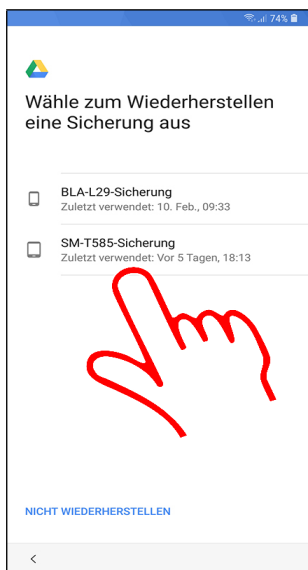 74%
Wähle zum Wiederherstellen
eine Sicherung aus
BLA-L29-Sicherung
Zuletzt verwendet: 10. Feb., 09:33
SM-T585-Sicherung
Zuletzt verwendet: Vor 5 Tagen, 18:13
NICHT WIEDERHERSTELLEN